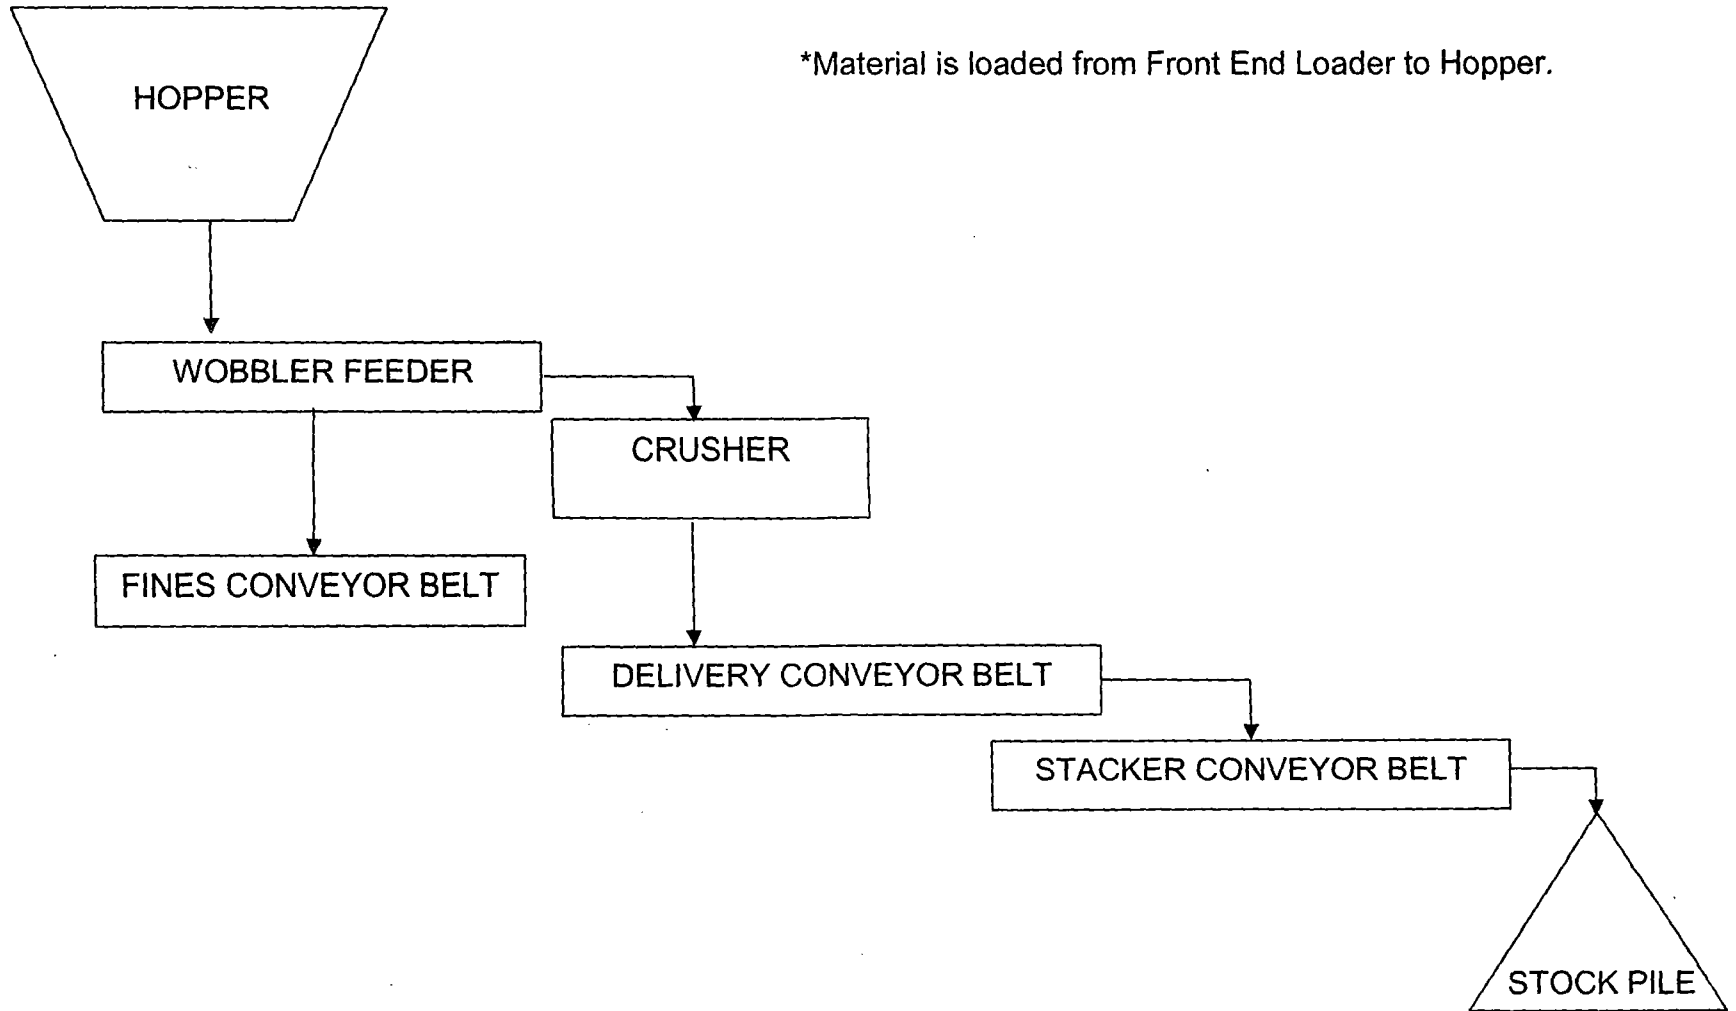 *Material is loaded from Front End Loader to Hopper.
HOPPER
WOBBLER FEEDER
CRUSHER
FINES CONVEYOR BELT
DELIVERY CONVEYOR BELT
STACKER CONVEYOR BELT
STOCK PILE